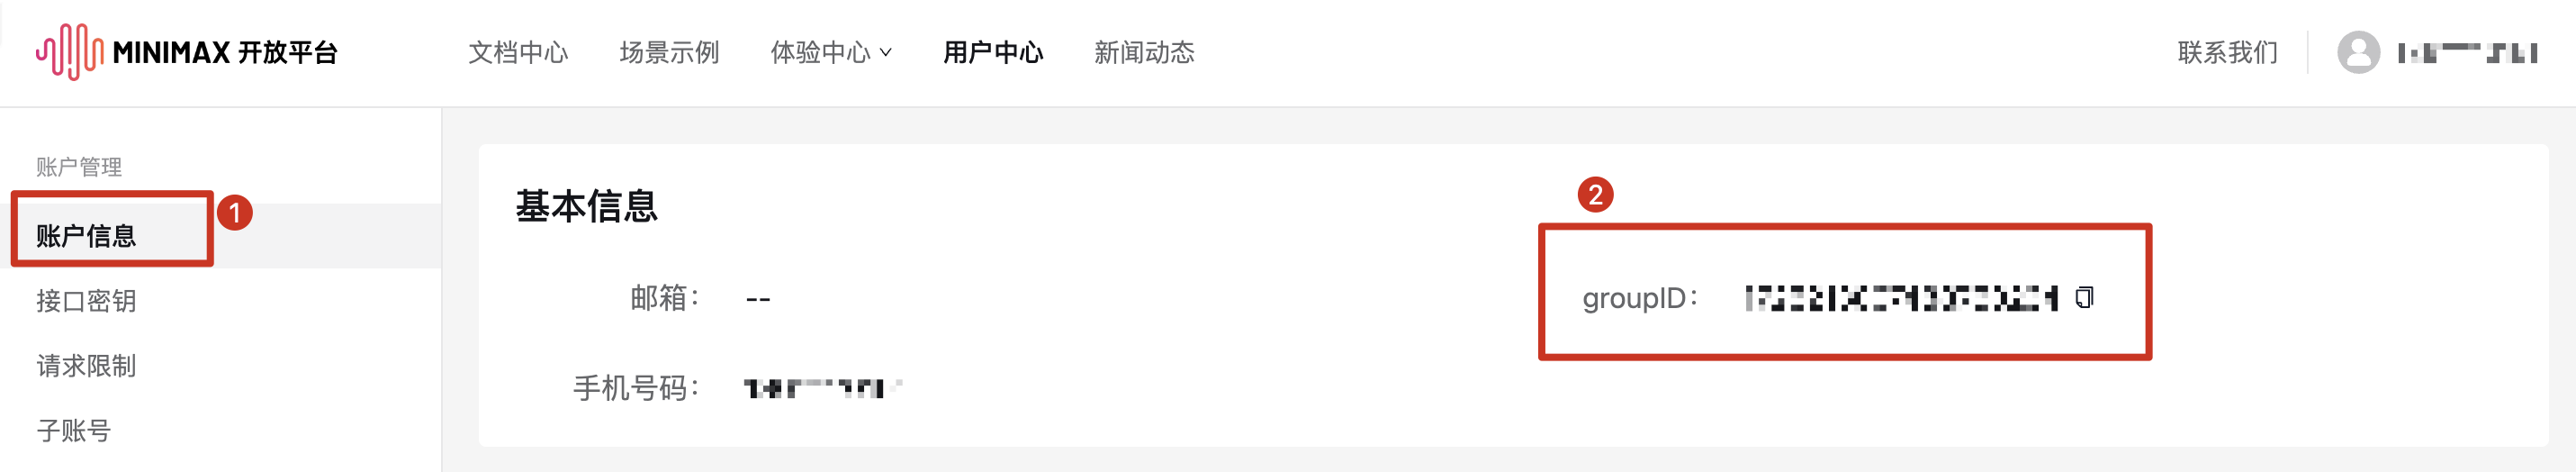 MINIMAX 开放平台 文档中心 场景示例 体验中心 用户中心 新闻动态 联系我们
账户管理
账户信息 1
接口密钥
请求限制
子账号
基本信息
2
邮箱： --
groupID：
手机号码：